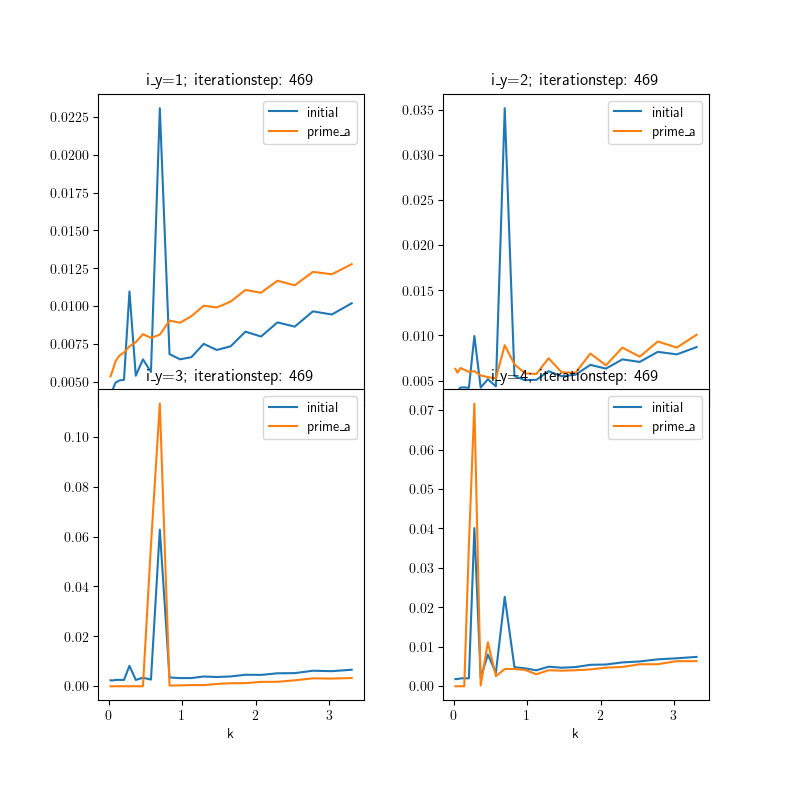 i_y=1; iterationstep: 469
0.0225
0.0200
0.0175
0.0150
0.0125
0.0100
0.0075
0.0050
initial
prime_a
i_y=2; iterationstep: 469
0.035
0.030
0.025
0.020
0.015
0.010
0.005
initial
prime_a
i_y=3; iterationstep: 469
0.10
0.08
0.06
0.04
0.02
0.00
initial
prime_a
0
1
2
3
k
i_y=4; iterationstep: 469
0.07
0.06
0.05
0.04
0.03
0.02
0.01
0.00
initial
prime_a
0
1
2
3
k